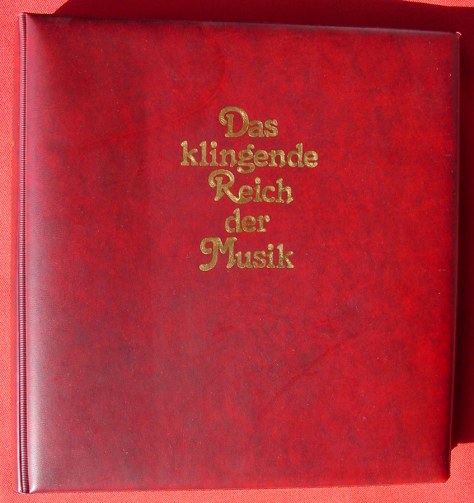 Das
klingende
Reich
der
Musik